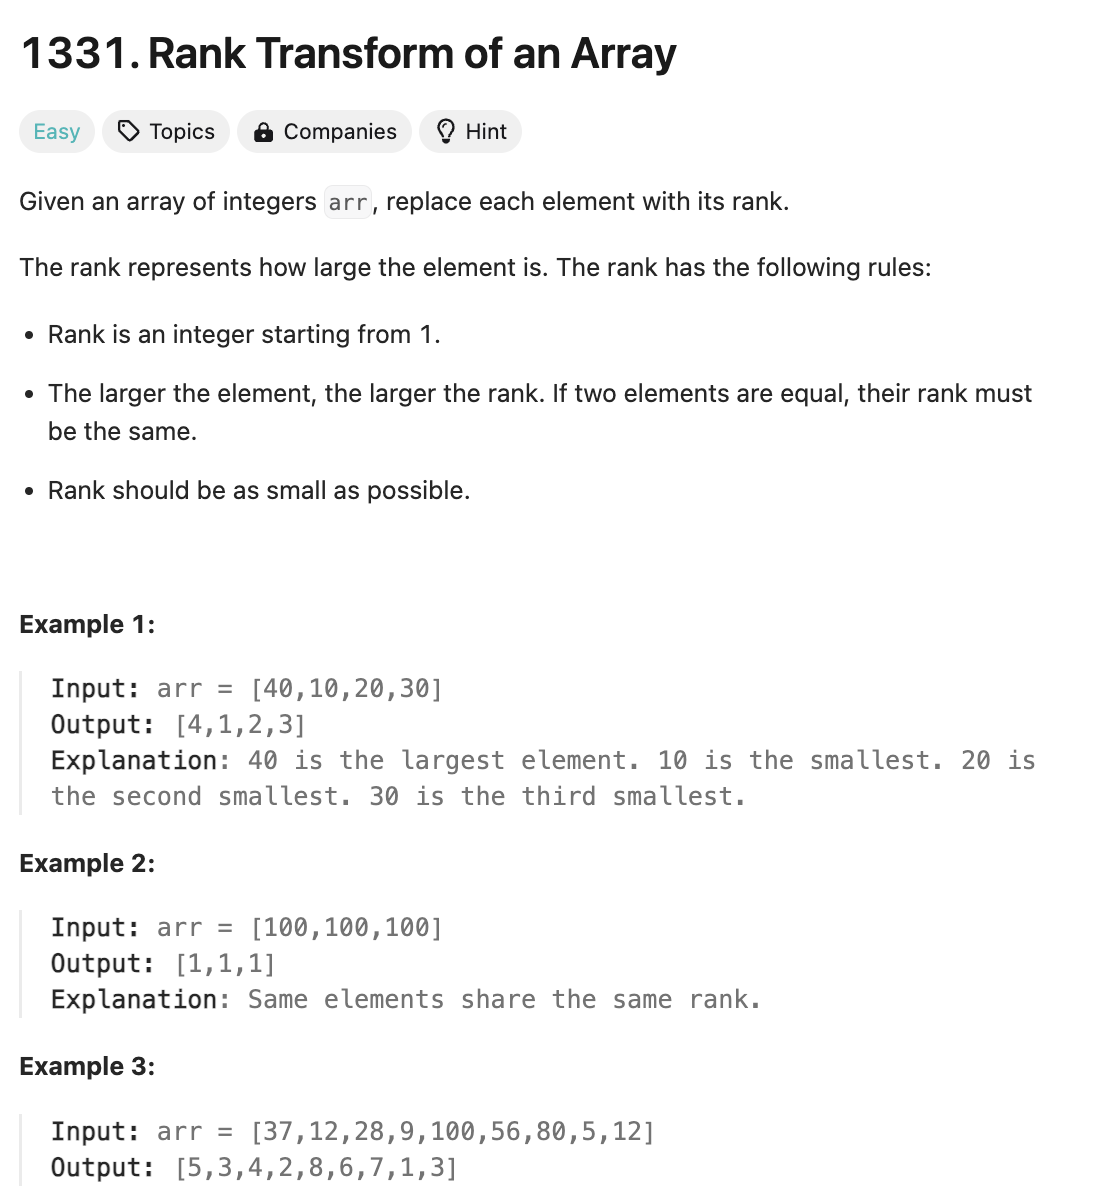 1331. Rank Transform of an Array
Easy Topics Companies Hint
Given an array of integers arr, replace each element with its rank.
The rank represents how large the element is. The rank has the following rules:
• Rank is an integer starting from 1.
• The larger the element, the larger the rank. If two elements are equal, their rank must
be the same.
• Rank should be as small as possible.
Example 1:
Input: arr = [40,10,20,30]
Output: [4,1,2,3]
Explanation: 40 is the largest element. 10 is the smallest. 20 is
the second smallest. 30 is the third smallest.
Example 2:
Input: arr = [100,100,100]
Output: [1,1,1]
Explanation: Same elements share the same rank.
Example 3:
Input: arr = [37,12,28,9,100,56,80,5,12]
Output: [5,3,4,2,8,6,7,1,3]